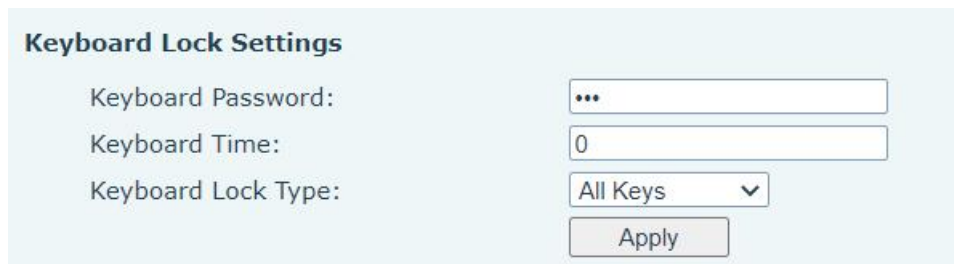 Keyboard Lock Settings
Keyboard Password: •••
Keyboard Time: 0
Keyboard Lock Type: All Keys
Apply